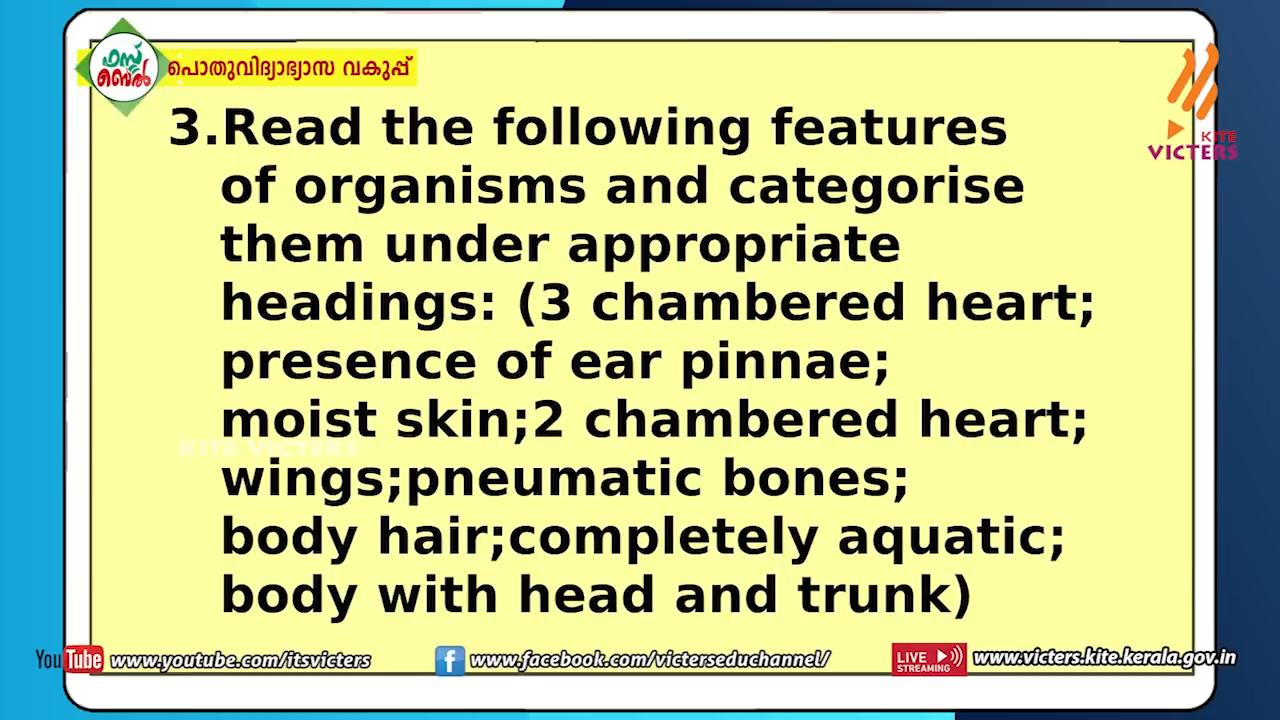 ഫസ്റ്റ്
ബെൽ
പൊതുവിദ്യാഭ്യാസ വകുപ്പ്
KITE
VICTERS
3.Read the following features
of organisms and categorise
them under appropriate
headings: (3 chambered heart;
presence of ear pinnae;
moist skin;2 chambered heart;
KITE VICTERS
wings;pneumatic bones;
body hair;completely aquatic;
body with head and trunk)
YouTube www.youtube.com/itsvicters
f www.facebook.com/victerseduchannel/
LIVE STREAMING www.victers.kite.kerala.gov.in